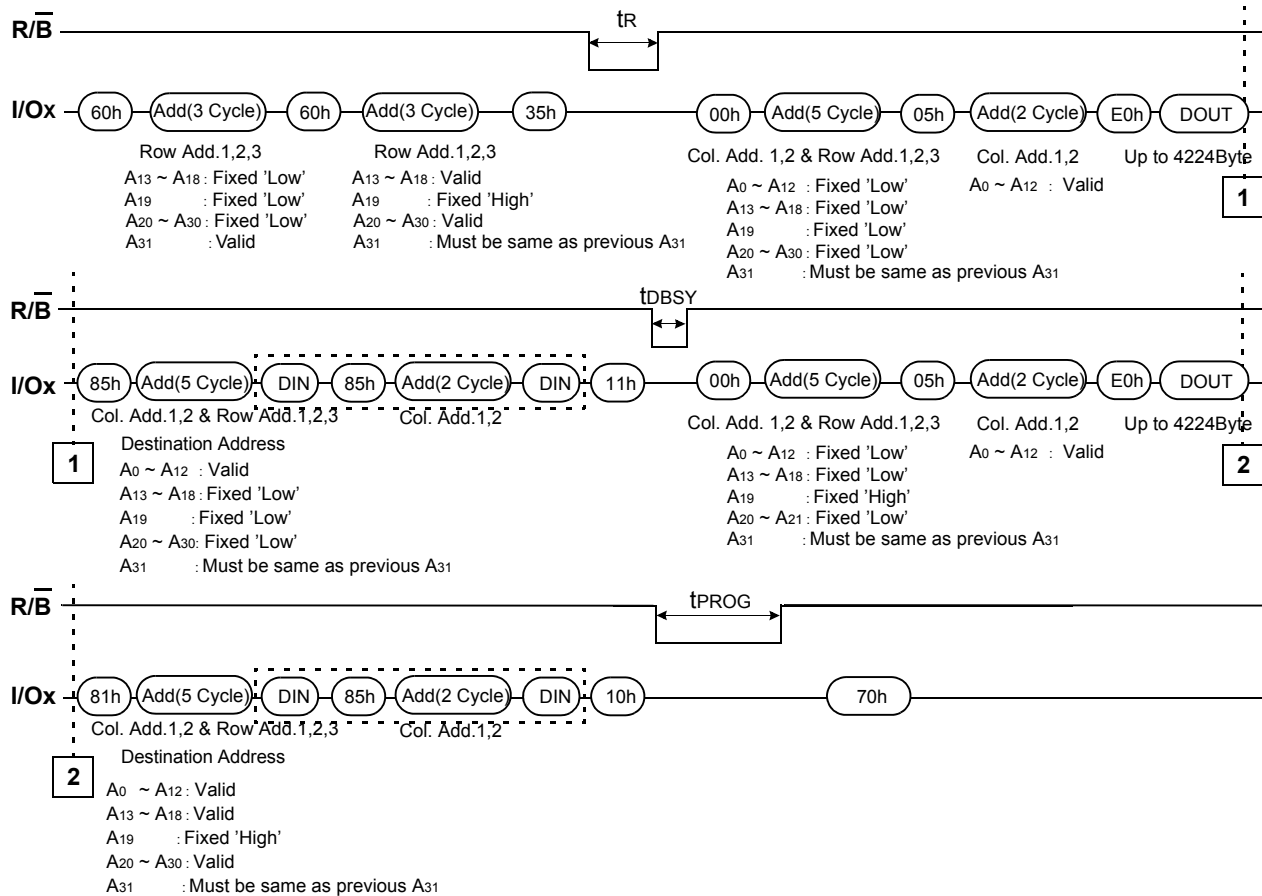 tR
R/B
I/Ox 60h Add(3 Cycle) 60h Add(3 Cycle) 35h 00h Add(5 Cycle) 05h Add(2 Cycle) E0h DOUT
Row Add.1,2,3 Row Add.1,2,3 Col. Add. 1,2 & Row Add.1,2,3 Col. Add.1,2 Up to 4224Byte
A13 ~ A18 : Fixed 'Low' A13 ~ A18 : Valid A0 ~ A12 : Fixed 'Low' A0 ~ A12 : Valid
A19 : Fixed 'Low' A19 : Fixed 'High' A13 ~ A18 : Fixed 'Low' 1
A20 ~ A30 : Fixed 'Low' A20 ~ A30 : Valid A19 : Fixed 'Low'
A31 : Valid A31 : Must be same as previous A31 A20 ~ A30 : Fixed 'Low'
A31 : Must be same as previous A31
tDBSY
R/B
I/Ox 85h Add(5 Cycle) DIN 85h Add(2 Cycle) DIN 11h 00h Add(5 Cycle) 05h Add(2 Cycle) E0h DOUT
Col. Add.1,2 & Row Add.1,2,3 Col. Add.1,2 Col. Add. 1,2 & Row Add.1,2,3 Col. Add.1,2 Up to 4224Byte
1 Destination Address A0 ~ A12 : Fixed 'Low' A0 ~ A12 : Valid 2
A0 ~ A12 : Valid A13 ~ A18 : Fixed 'Low'
A13 ~ A18 : Fixed 'Low' A19 : Fixed 'High'
A19 : Fixed 'Low' A20 ~ A21 : Fixed 'Low'
A20 ~ A30: Fixed 'Low' A31 : Must be same as previous A31
A31 : Must be same as previous A31
tPROG
R/B
I/Ox 81h Add(5 Cycle) DIN 85h Add(2 Cycle) DIN 10h 70h
Col. Add.1,2 & Row Add.1,2,3 Col. Add.1,2
2 Destination Address
A0 ~ A12 : Valid
A13 ~ A18 : Valid
A19 : Fixed 'High'
A20 ~ A30 : Valid
A31 : Must be same as previous A31